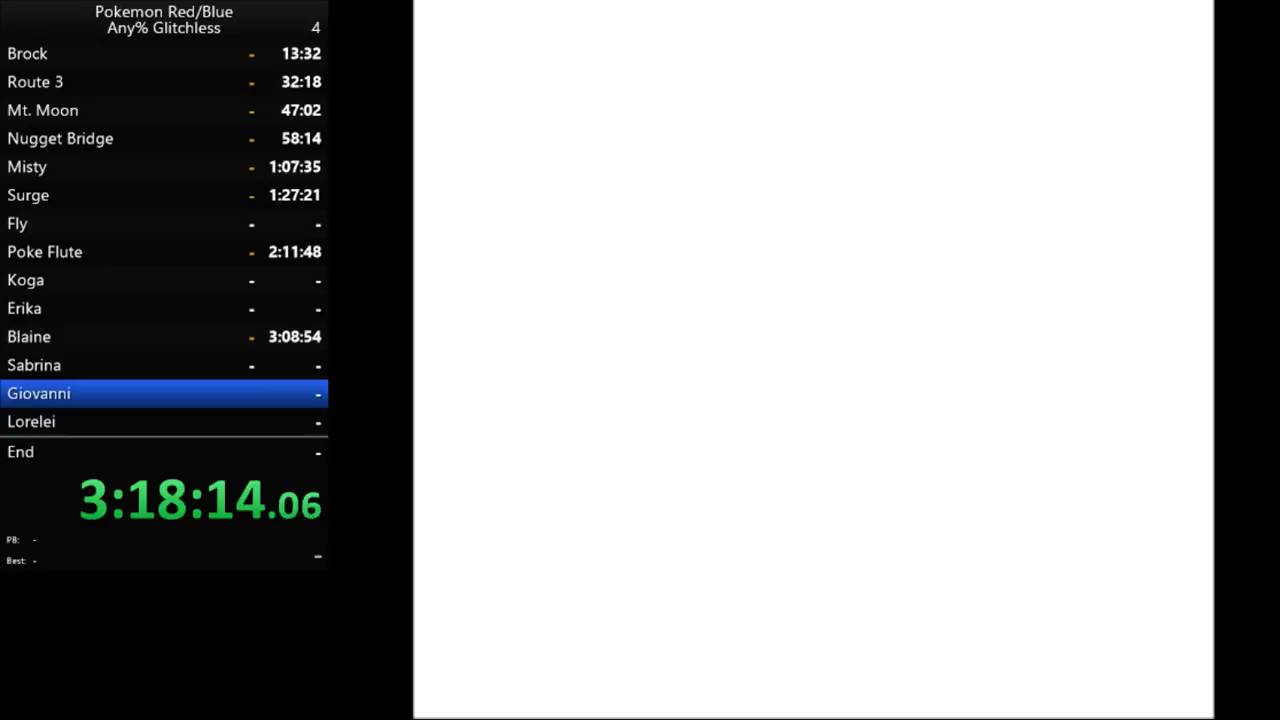 Pokemon Red/Blue
Any% Glitchless 4
Brock - 13:32
Route 3 - 32:18
Mt. Moon - 47:02
Nugget Bridge - 58:14
Misty - 1:07:35
Surge - 1:27:21
Fly - -
Poke Flute - 2:11:48
Koga - -
Erika - -
Blaine - 3:08:54
Sabrina - -
Giovanni -
Lorelei -
End -
3:18:14.06
PB: -
Best: - -